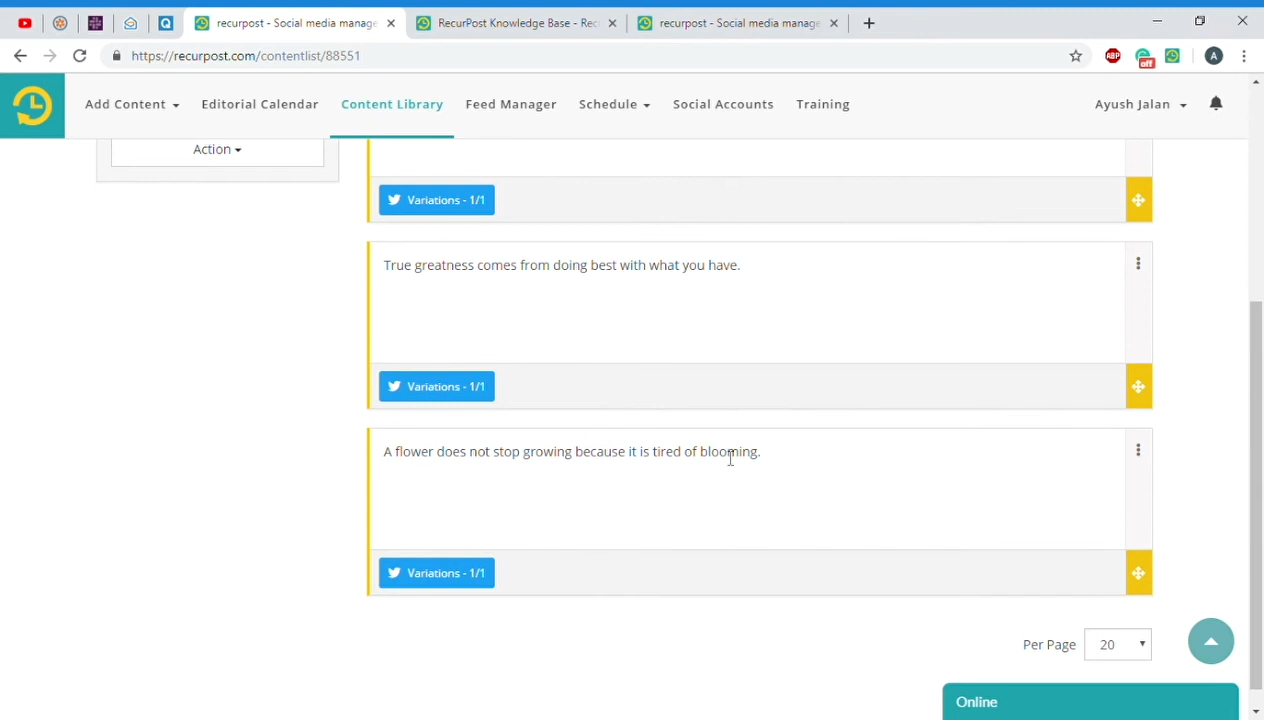 recurpost - Social media manage
RecurPost Knowledge Base - Rec
recurpost - Social media manage
https://recurpost.com/contentlist/88551
ABP
off
A
Add Content
Editorial Calendar
Content Library
Feed Manager
Schedule
Social Accounts
Training
Ayush Jalan
Action
Variations - 1/1
True greatness comes from doing best with what you have.
Variations - 1/1
A flower does not stop growing because it is tired of blooming.
Variations - 1/1
Per Page
20
Online